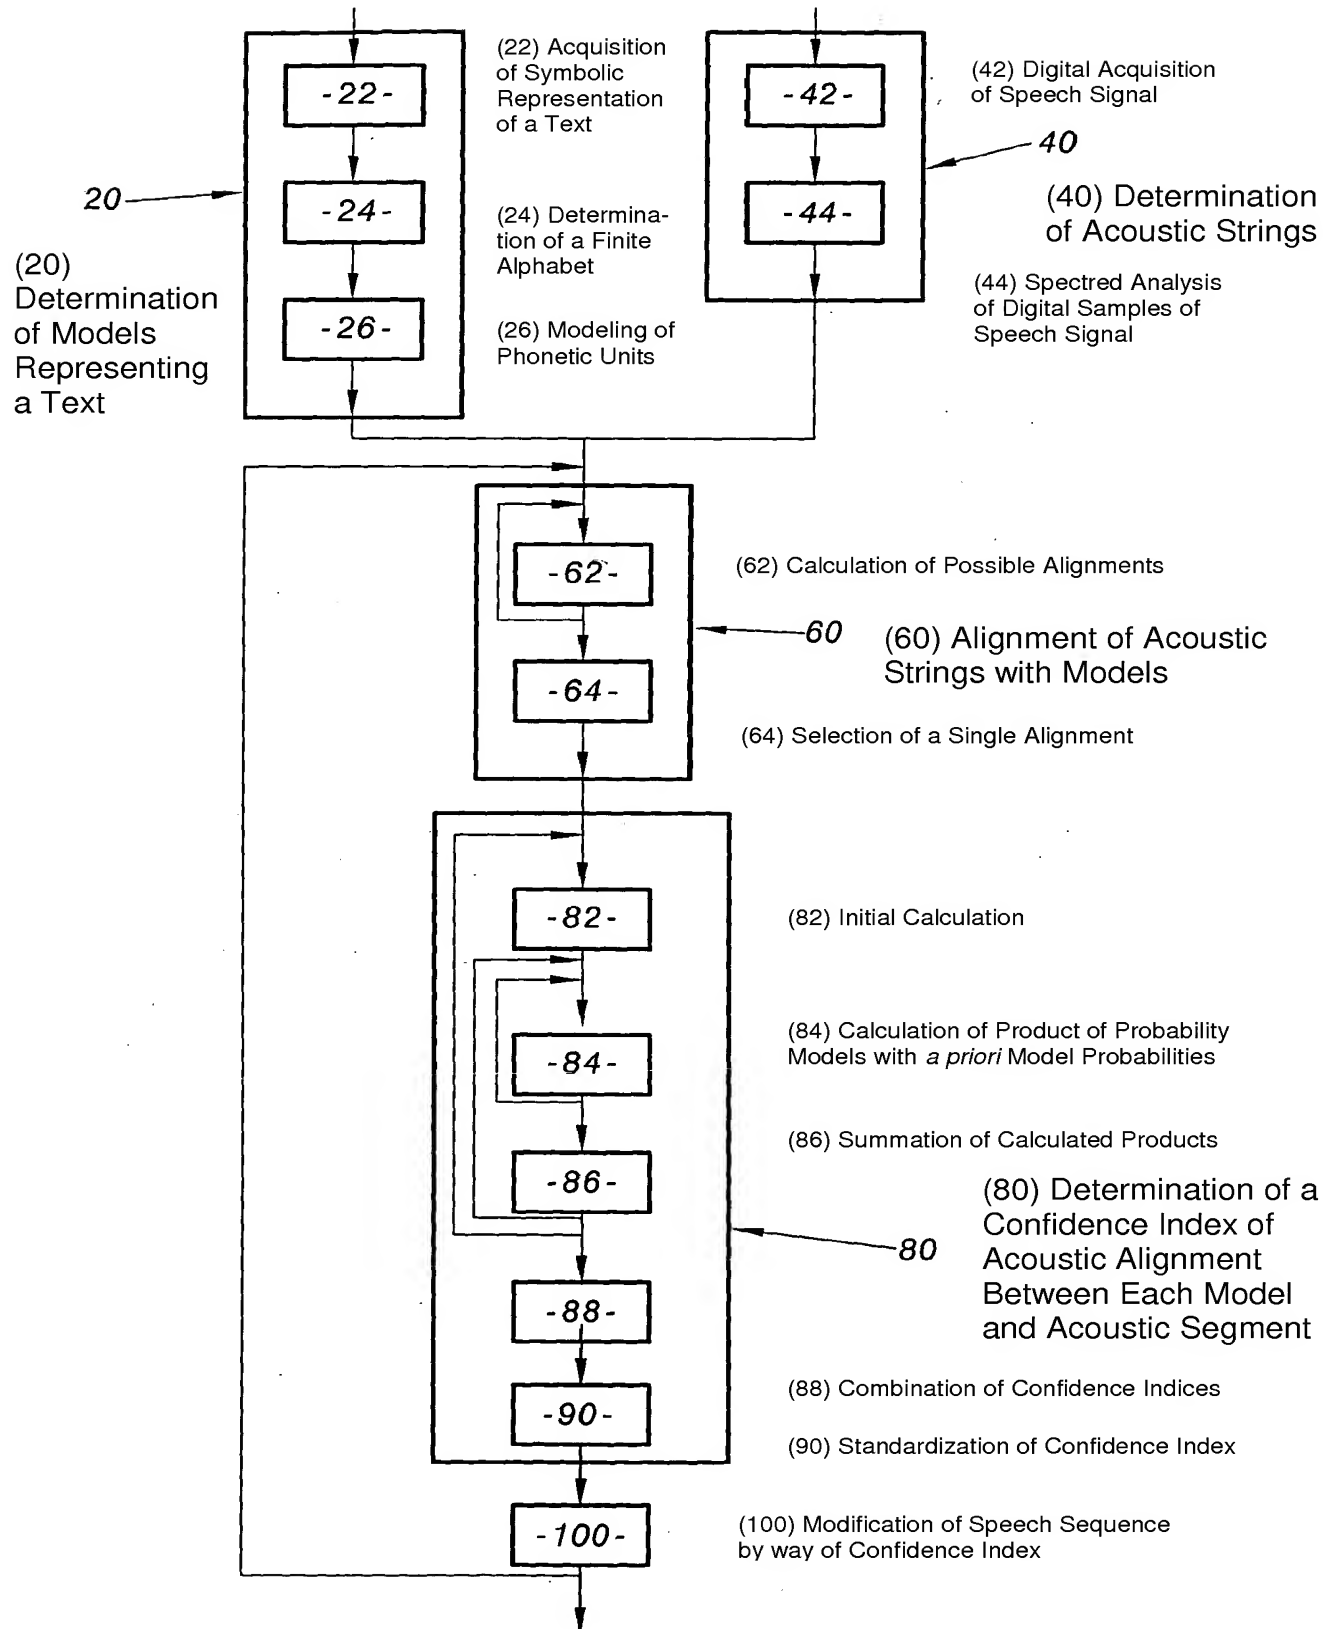 -22-
(22) Acquisition
of Symbolic
Representation
of a Text
20
-24-
(24) Determina-
tion of a Finite
Alphabet
(20)
Determination
of Models
Representing
a Text
-26-
(26) Modeling of
Phonetic Units
-42-
(42) Digital Acquisition
of Speech Signal
40
(40) Determination
of Acoustic Strings
-44-
(44) Spectred Analysis
of Digital Samples of
Speech Signal
-62-
(62) Calculation of Possible Alignments
60
(60) Alignment of Acoustic
Strings with Models
-64-
(64) Selection of a Single Alignment
-82-
(82) Initial Calculation
-84-
(84) Calculation of Product of Probability
Models with a priori Model Probabilities
-86-
(86) Summation of Calculated Products
80
(80) Determination of a
Confidence Index of
Acoustic Alignment
Between Each Model
and Acoustic Segment
-88-
(88) Combination of Confidence Indices
-90-
(90) Standardization of Confidence Index
-100-
(100) Modification of Speech Sequence
by way of Confidence Index